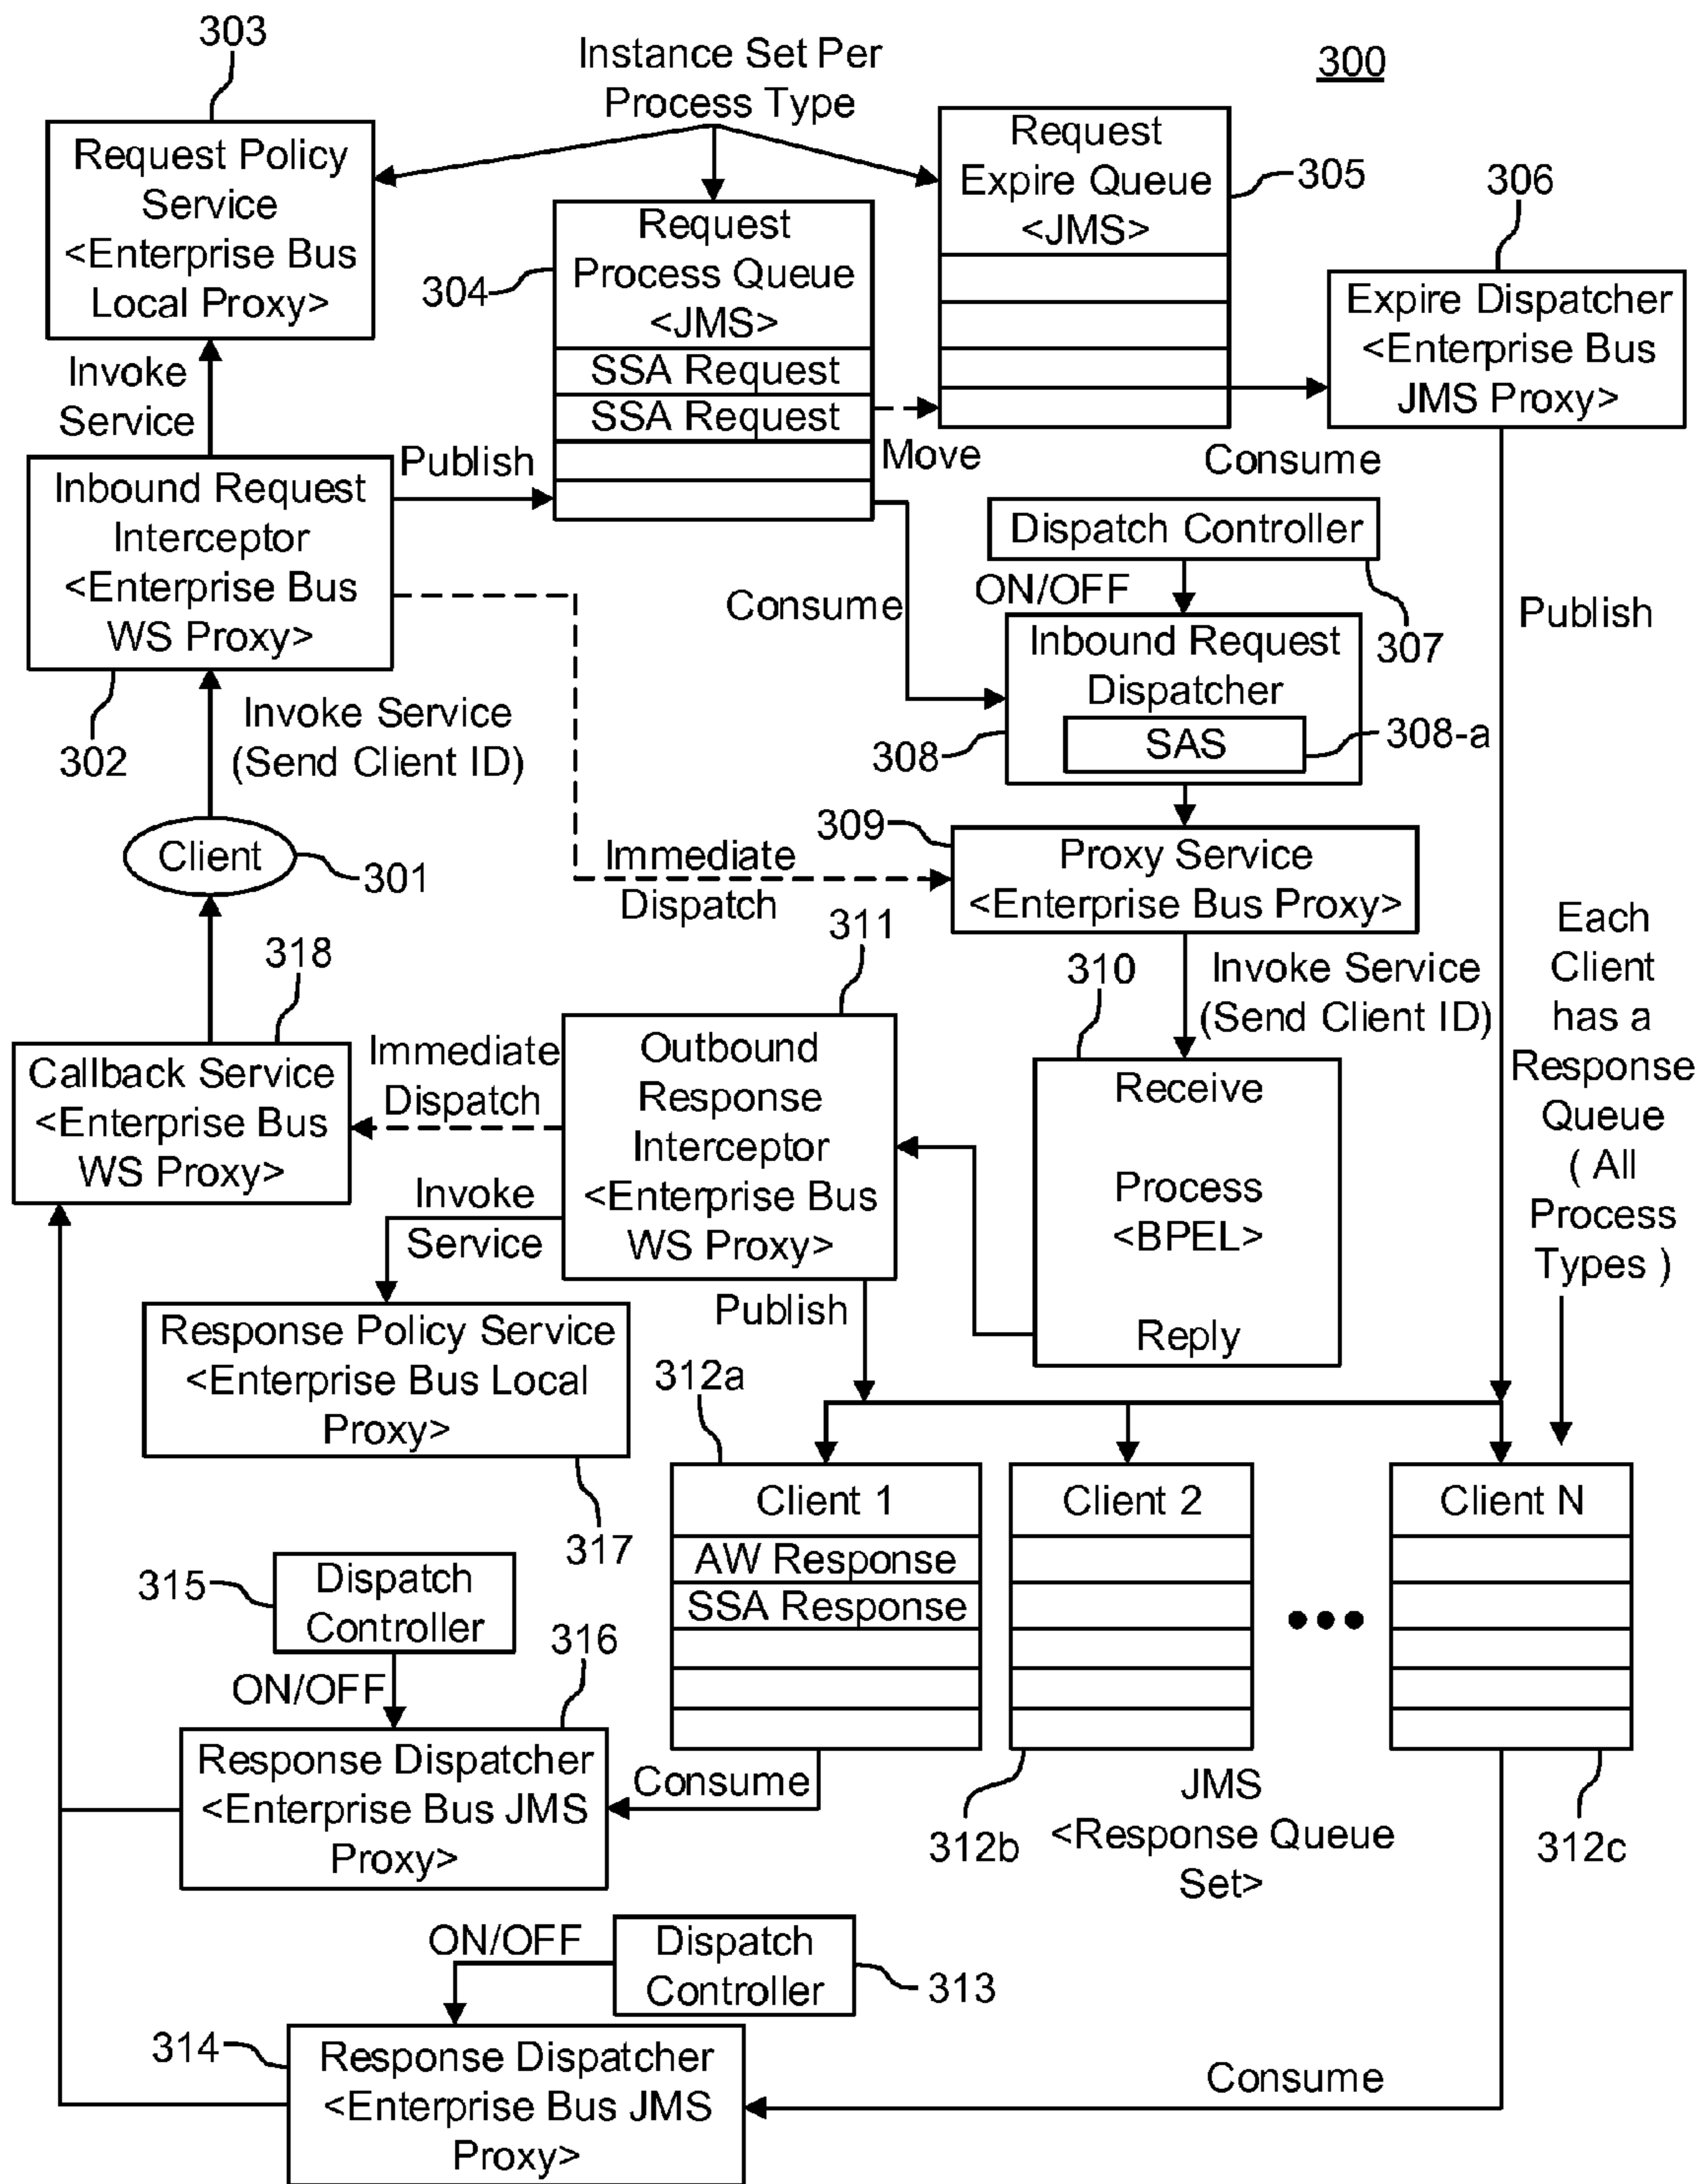 303
Instance Set Per
Process Type
300
Request Policy
Service
<Enterprise Bus
Local Proxy>
Request
Expire Queue
<JMS>
305
306
Request
Process Queue
<JMS>
304
SSA Request
SSA Request
Expire Dispatcher
<Enterprise Bus
JMS Proxy>
Invoke
Service
Publish
Move
Consume
Inbound Request
Interceptor
<Enterprise Bus
WS Proxy>
302
Dispatch Controller
307
ON/OFF
Consume
Publish
Inbound Request
Dispatcher
SAS
308
308-a
Invoke Service
(Send Client ID)
Client
301
309
Proxy Service
<Enterprise Bus Proxy>
Immediate
Dispatch
311
310
Invoke Service
(Send Client ID)
Each
Client
has a
Response
Queue
( All
Process
Types )
318
Callback Service
<Enterprise Bus
WS Proxy>
Immediate
Dispatch
Outbound
Response
Interceptor
<Enterprise Bus
WS Proxy>
Receive
Process
<BPEL>
Reply
Invoke
Service
Publish
Response Policy Service
<Enterprise Bus Local
Proxy>
317
312a
Client 1
AW Response
SSA Response
Client 2
Client N
315
Dispatch
Controller
316
ON/OFF
Response Dispatcher
<Enterprise Bus JMS
Proxy>
Consume
312b
JMS
<Response Queue
Set>
312c
ON/OFF
Dispatch
Controller
313
314
Response Dispatcher
<Enterprise Bus JMS
Proxy>
Consume